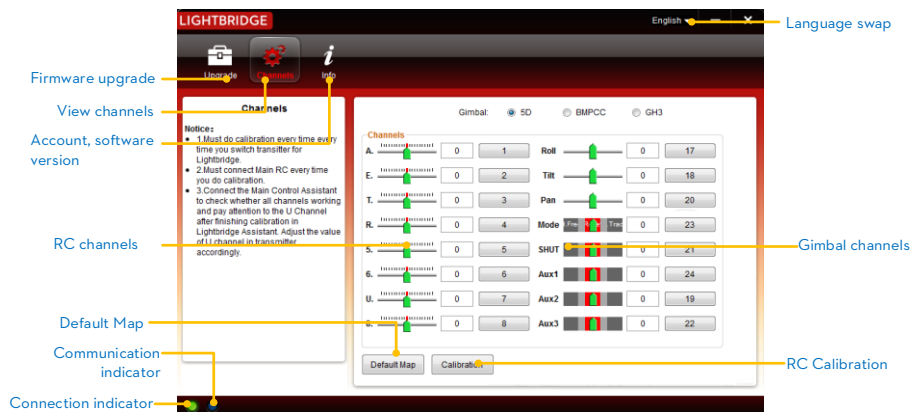 LIGHTBRIDGE
English
Language swap
Upgrade
Channels
Info
Firmware upgrade
View channels
Account, software
version
RC channels
Default Map
Communication
indicator
Connection indicator
Channels
Notice:
1.Must do calibration every time every
time you switch transitter for
Lightbridge.
2.Must connect Main RC every time
you do calibration.
3.Connect the Main Control Assistant
to check whether all channels working
and pay attention to the U Channel
after finishing calibration in
Lightbridge Assistant. Adjust the value
of U channel in transmitter
accordingly.
Gimbal: 5D BMPCC GH3
Channels
A. 0 1 Roll 0 17
E. 0 2 Tilt 0 18
T. 0 3 Pan 0 20
R. 0 4 Mode 0 23
5. 0 5 SHUT 0 21
6. 0 6 Aux1 0 24
U. 0 7 Aux2 0 19
8. 0 8 Aux3 0 22
Default Map Calibration
Gimbal channels
RC Calibration